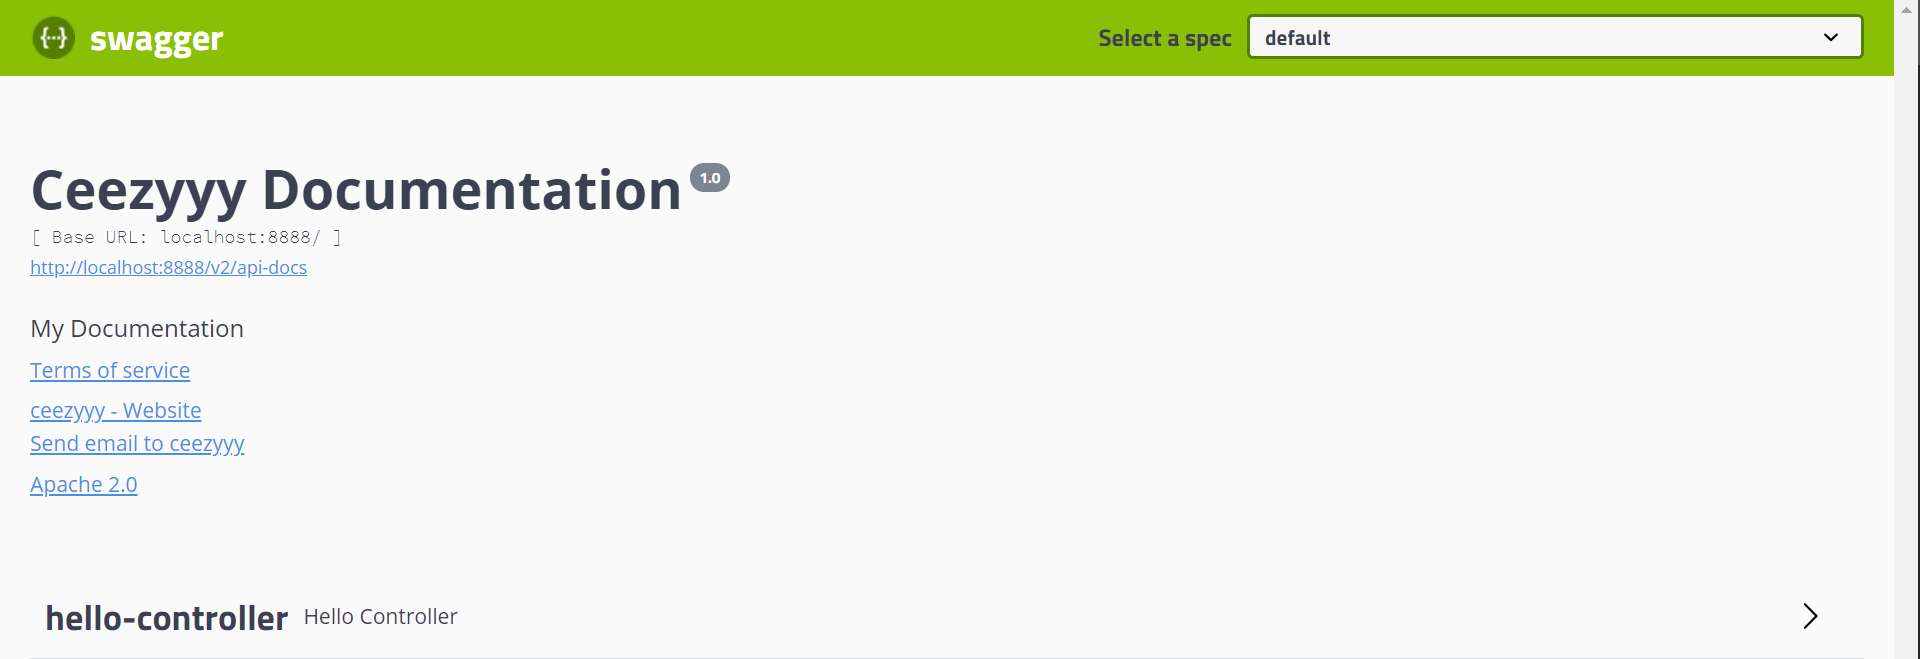 {···} swagger
Select a spec
default
Ceezyyy Documentation 1.0
[ Base URL: localhost:8888/ ]
http://localhost:8888/v2/api-docs
My Documentation
Terms of service
ceezyyy - Website
Send email to ceezyyy
Apache 2.0
hello-controller Hello Controller